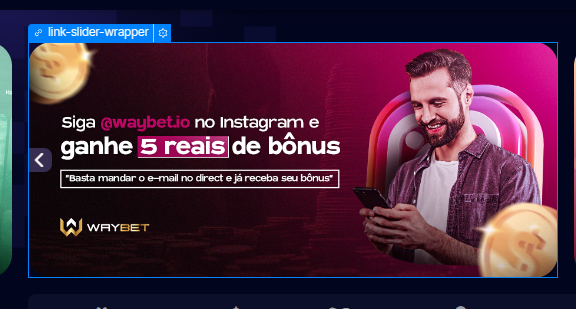 link-slider-wrapper
Siga @waybet.io no Instagram e
ganhe 5 reais de bônus
"Basta mandar o e-mail no direct e já receba seu bônus"
WAYBET